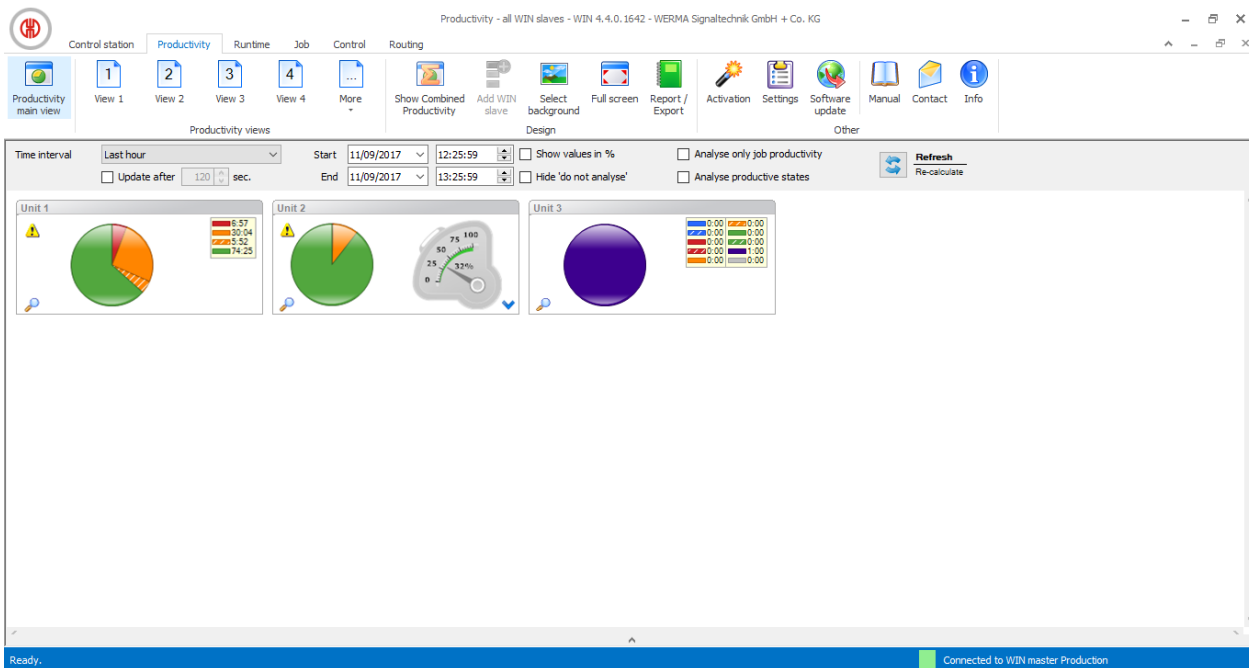 Productivity - all WIN slaves - WIN 4.4.0.1642 - WERMA Signaltechnik GmbH + Co. KG
Control station Productivity Runtime Job Control Routing
1 2 3 4 ...
Productivity main view View 1 View 2 View 3 View 4 More Show Combined Productivity Add WIN slave Select background Full screen Report / Export Activation Settings Software update Manual Contact Info
Productivity views Design Other
Time interval Last hour Start 11/09/2017 12:25:59 Show values in % Analyse only job productivity Refresh
Update after 120 sec. End 11/09/2017 13:25:59 Hide 'do not analyse' Analyse productive states Re-calculate
Unit 1 Unit 2 Unit 3
6:57
30:04
5:52
74:25
0 25 50 75 100
32%
0:00 0:00
0:00 0:00
0:00 0:00
0:00 1:00
0:00 0:00
Ready. Connected to WIN master Production